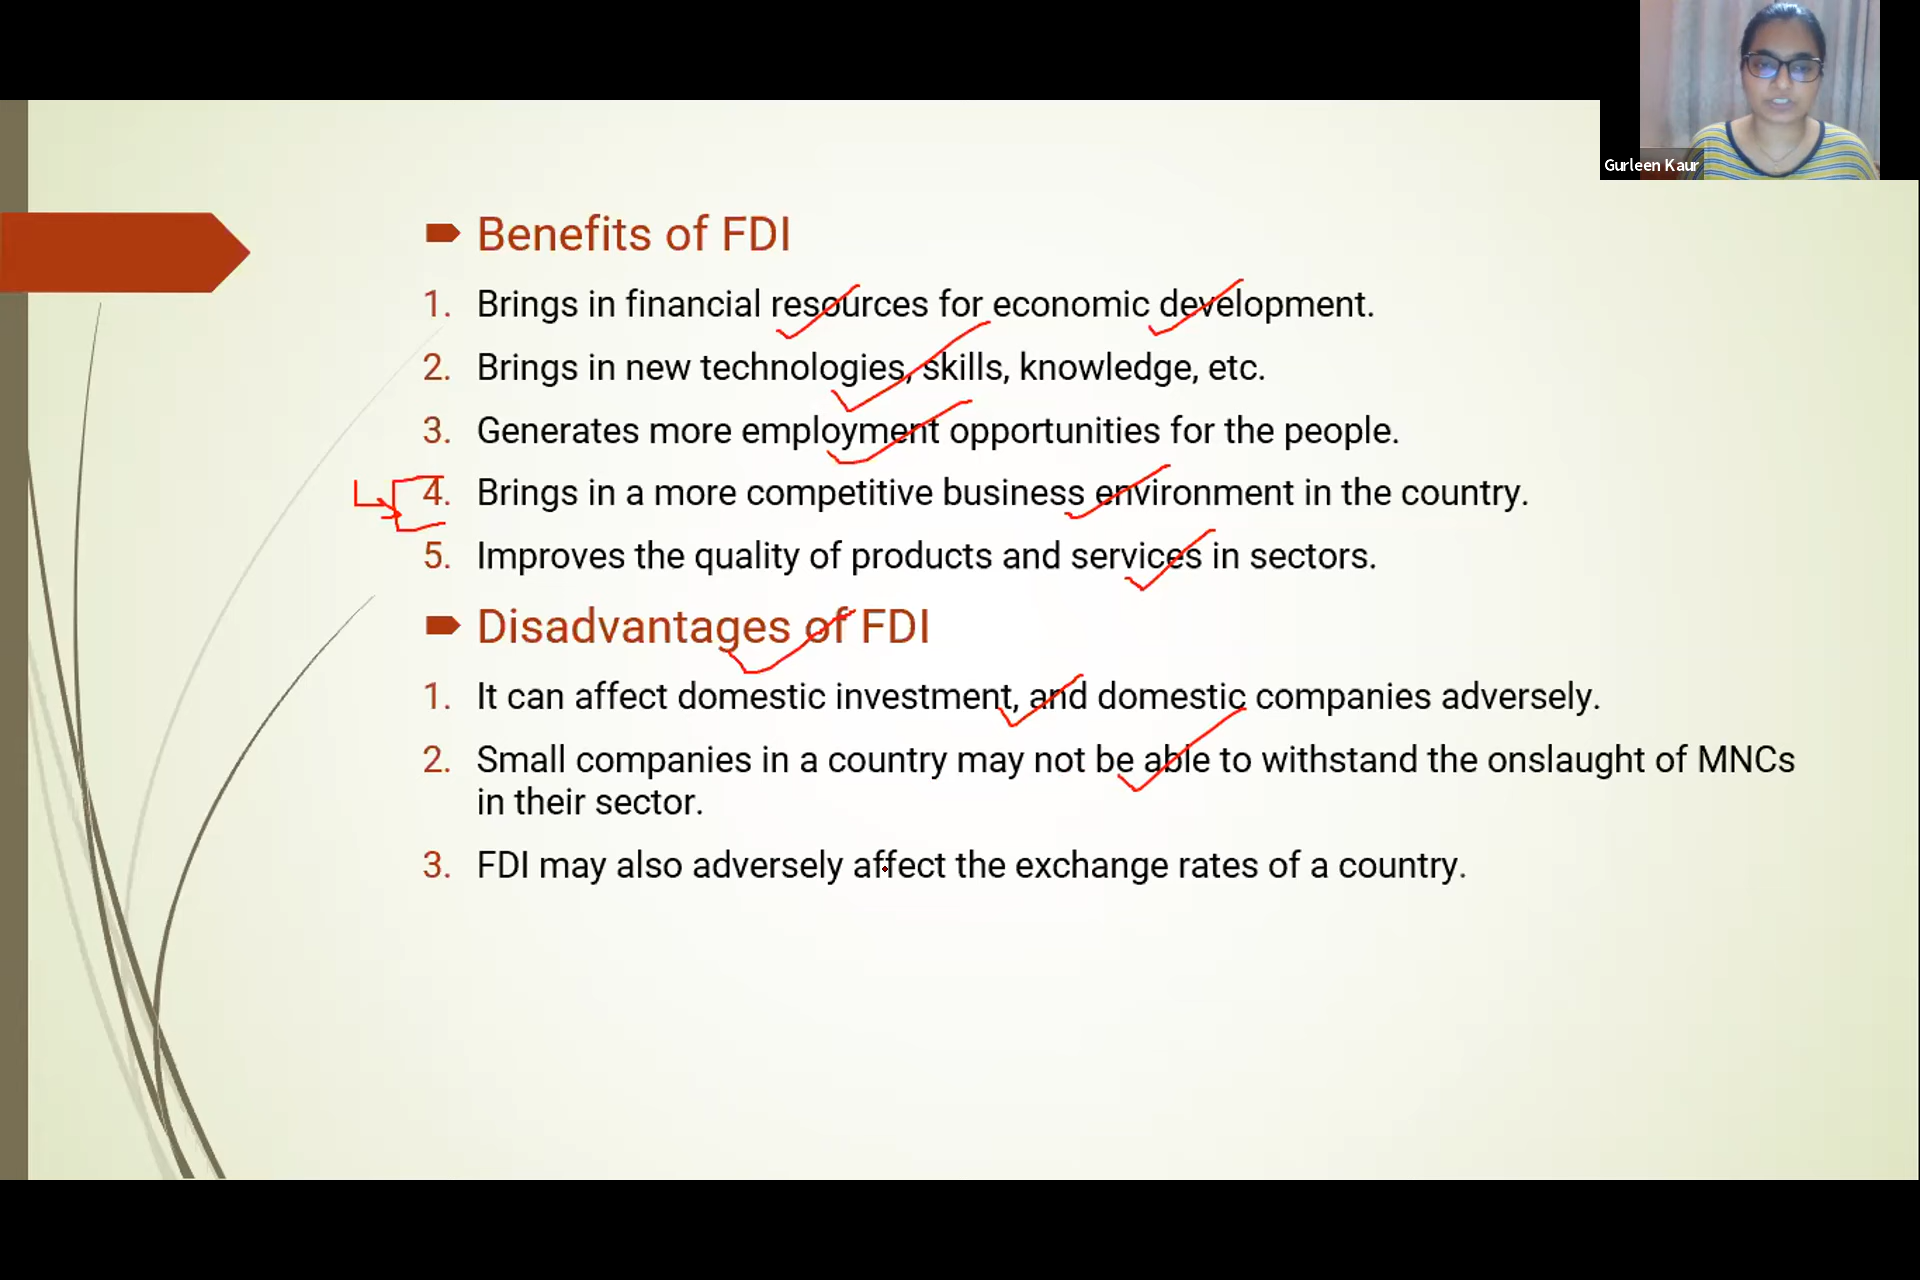 Gurleen Kaur
Benefits of FDI
1. Brings in financial resources for economic development.
2. Brings in new technologies, skills, knowledge, etc.
3. Generates more employment opportunities for the people.
4. Brings in a more competitive business environment in the country.
5. Improves the quality of products and services in sectors.
Disadvantages of FDI
1. It can affect domestic investment, and domestic companies adversely.
2. Small companies in a country may not be able to withstand the onslaught of MNCs
in their sector.
3. FDI may also adversely affect the exchange rates of a country.